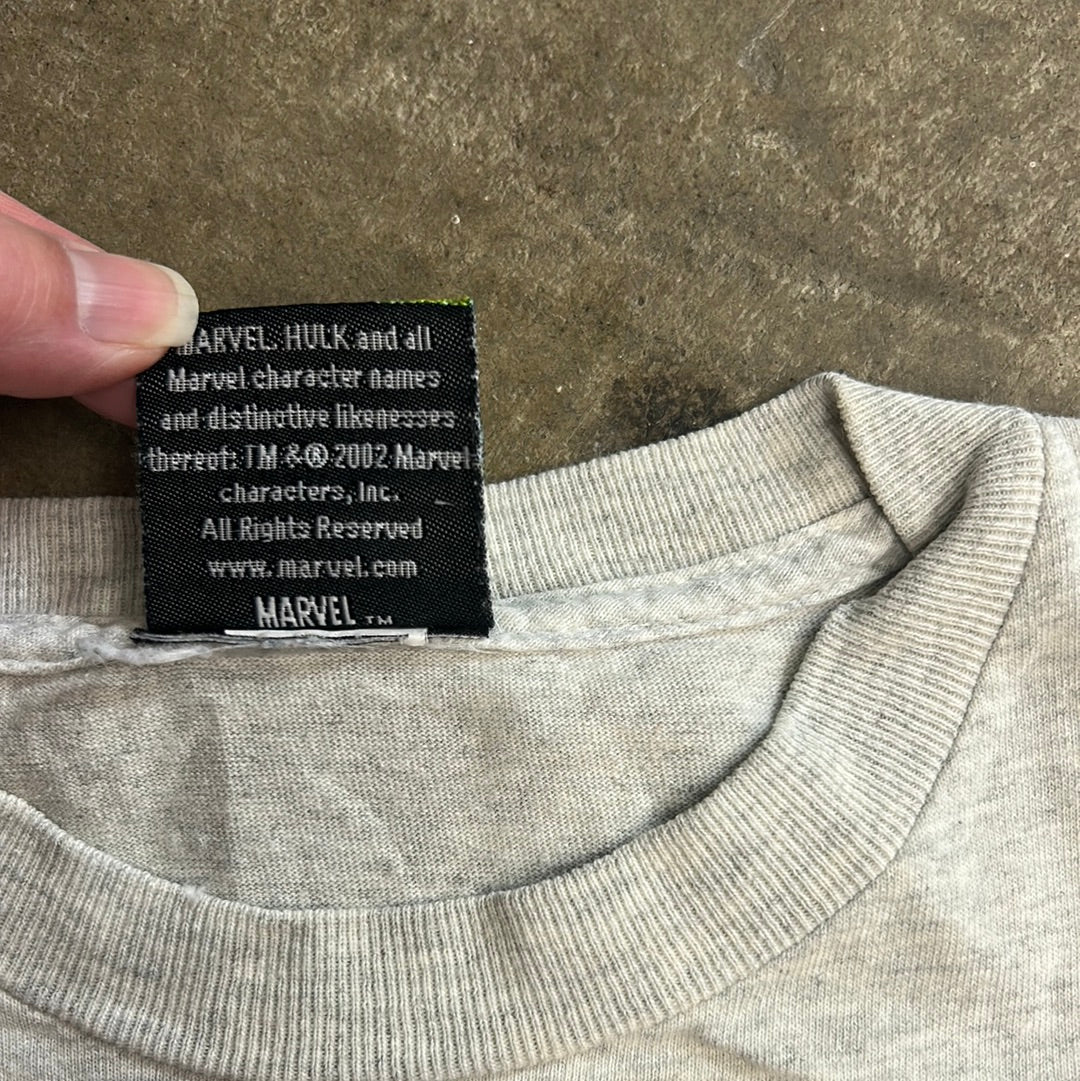 MARVEL, HULK and all
Marvel character names
and distinctive likenesses
thereof: TM & ® 2002 Marvel
characters, Inc.
All Rights Reserved
www.marvel.com
MARVEL TM